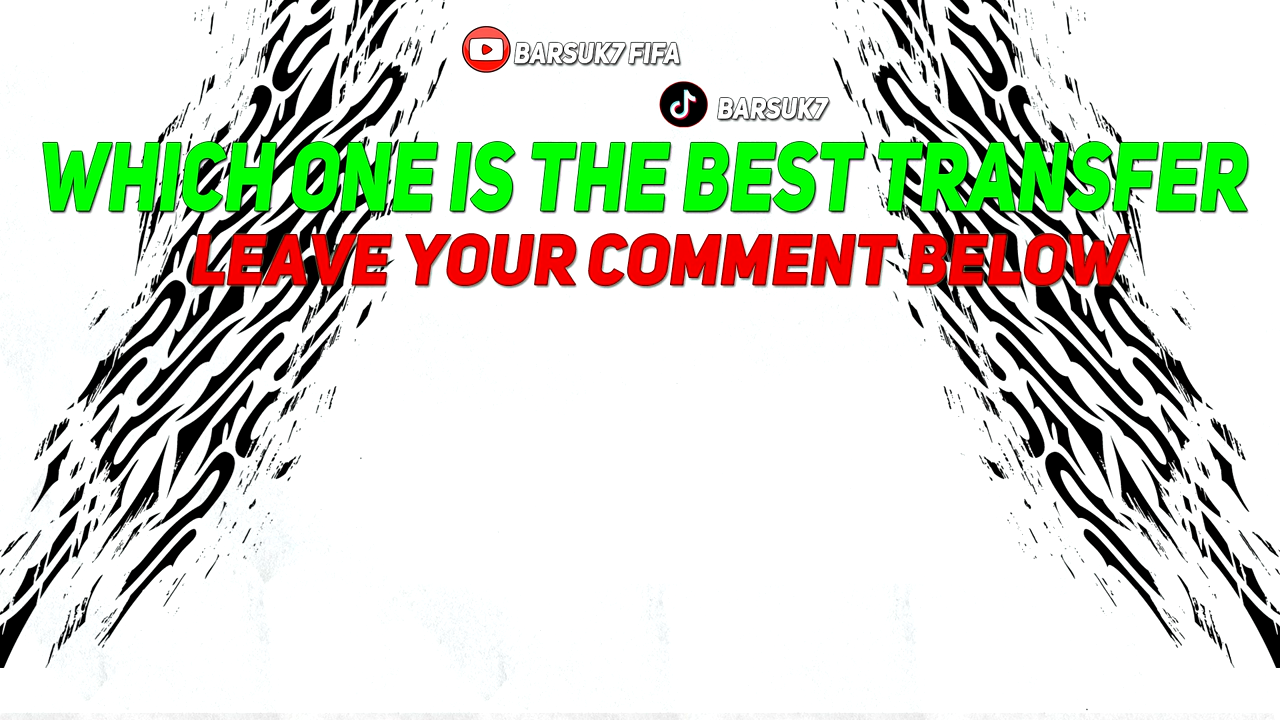 BARSUK7 FIFA
BARSUK7
WHICH ONE IS THE BEST TRANSFER
LEAVE YOUR COMMENT BELOW